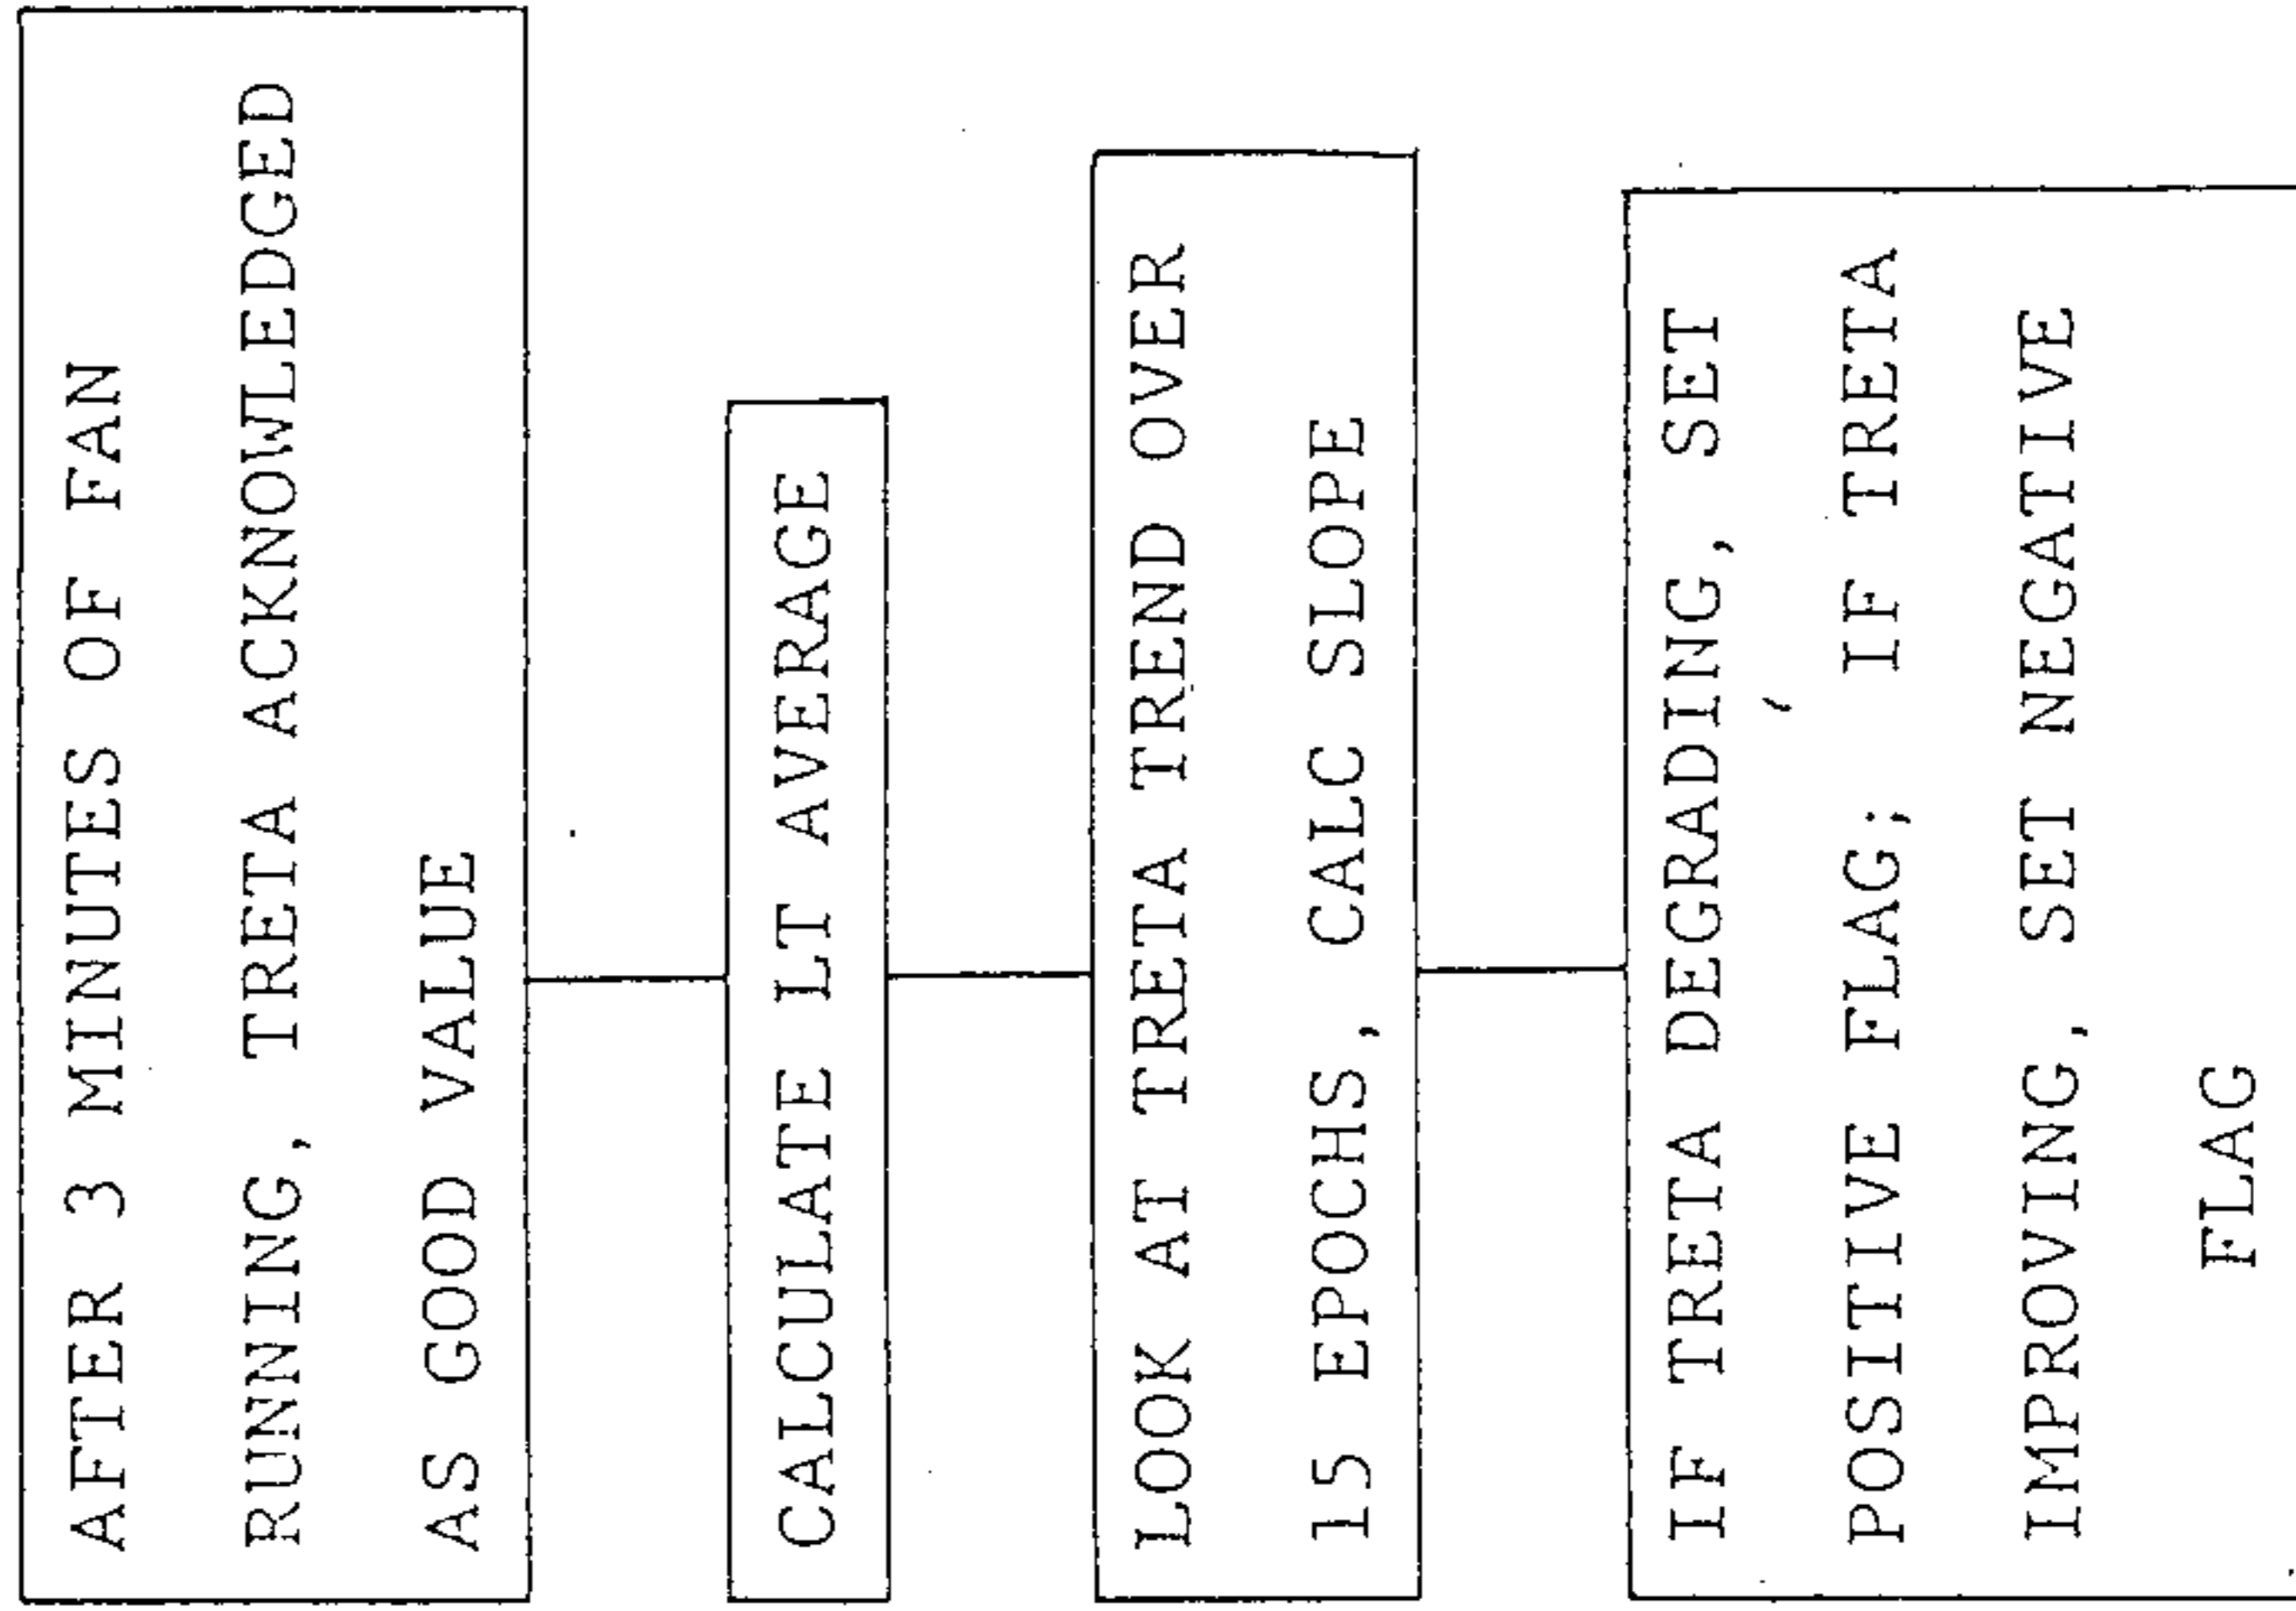 AFTER 3 MINUTES OF FAN
RUNNING, TRETA ACKNOWLEDGED
AS GOOD VALUE
CALCULATE LT AVERAGE
LOOK AT TRETA TREND OVER
15 EPOCHS, CALC SLOPE
IF TRETA DEGRADING, SET
POSITIVE FLAG; IF TRETA
IMPROVING, SET NEGATIVE
FLAG